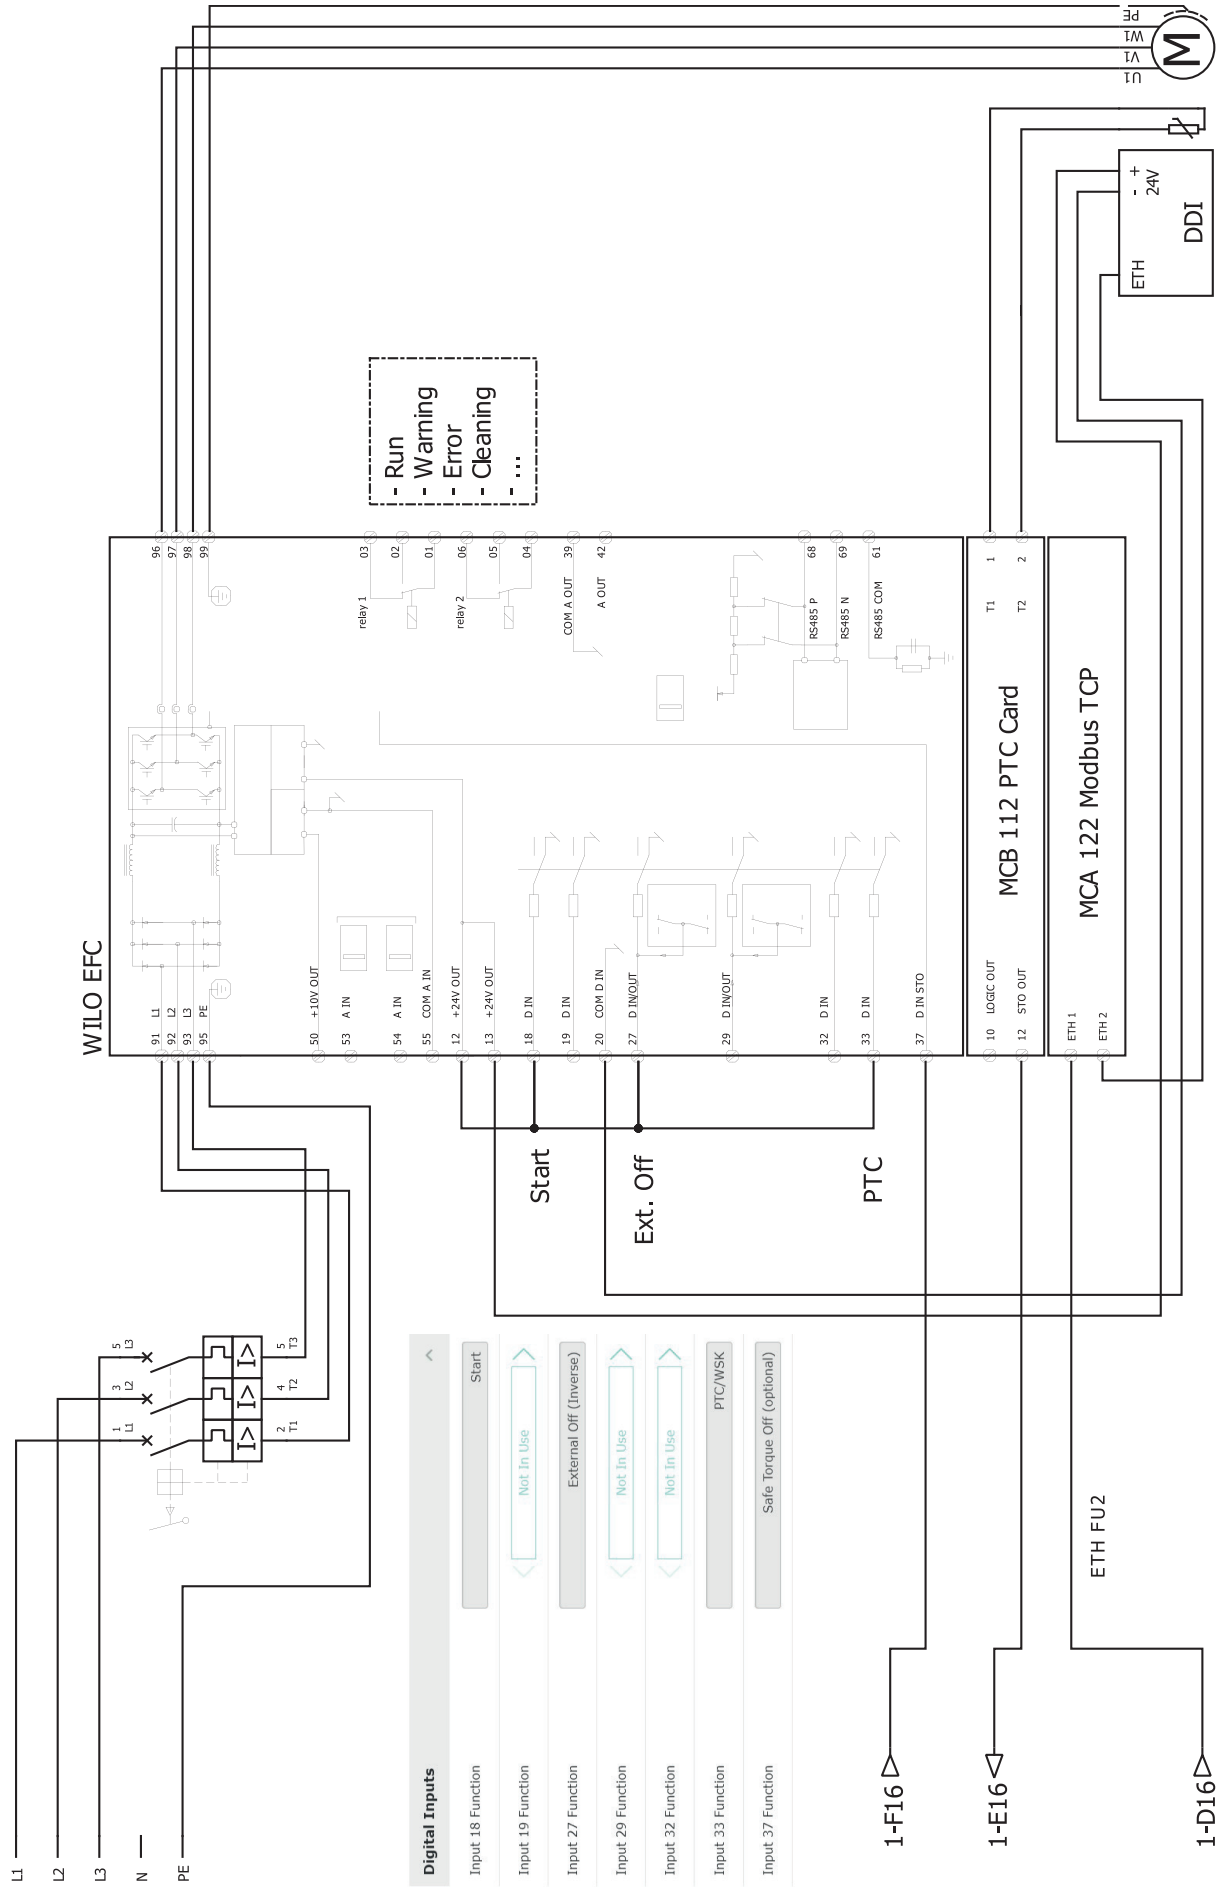 L1
L2
L3
N
PE
1 L1
3 L2
5 L3
I>
I>
I>
2 T1
4 T2
5 T3
WILO EFC
91 L1
92 L2
93 L3
95 PE
50 +10V OUT
53 A IN
54 A IN
55 COM A IN
12 +24V OUT
13 +24V OUT
18 D IN
19 D IN
20 COM D IN
27 D IN/OUT
29 D IN/OUT
32 D IN
33 D IN
37 D IN STO
96
97
98
99
relay 1
03
02
01
relay 2
06
05
04
COM A OUT 39
A OUT 42
RS485 P 68
RS485 N 69
RS485 COM 61
- Run
- Warning
- Error
- Cleaning
- ...
MCB 112 PTC Card
10 LOGIC OUT
12 STO OUT
T1 1
T2 2
MCA 122 Modbus TCP
ETH 1
ETH 2
Start
Ext. Off
PTC
U1
V1
W1
PE
M
- +
24V
ETH
DDI
Digital Inputs
Input 18 Function Start
Input 19 Function Not In Use
Input 27 Function External Off (Inverse)
Input 29 Function Not In Use
Input 32 Function Not In Use
Input 33 Function PTC/WSK
Input 37 Function Safe Torque Off (optional)
1-F16
1-E16
1-D16
ETH FU2